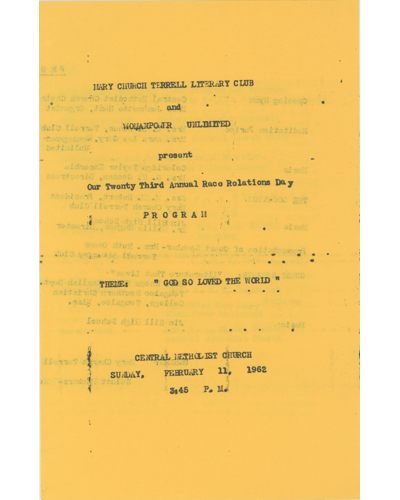 MARY CHURCH TERRELL LITERARY CLUB
and
WOMANPOWER UNLIMITED
present
Our Twenty Third Annual Race Relations Day
PROGRAM
THEME: " GOD SO LOVED THE WORLD "
CENTRAL METHODIST CHURCH
SUNDAY, FEBRUARY 11, 1962
3:45 P.M.